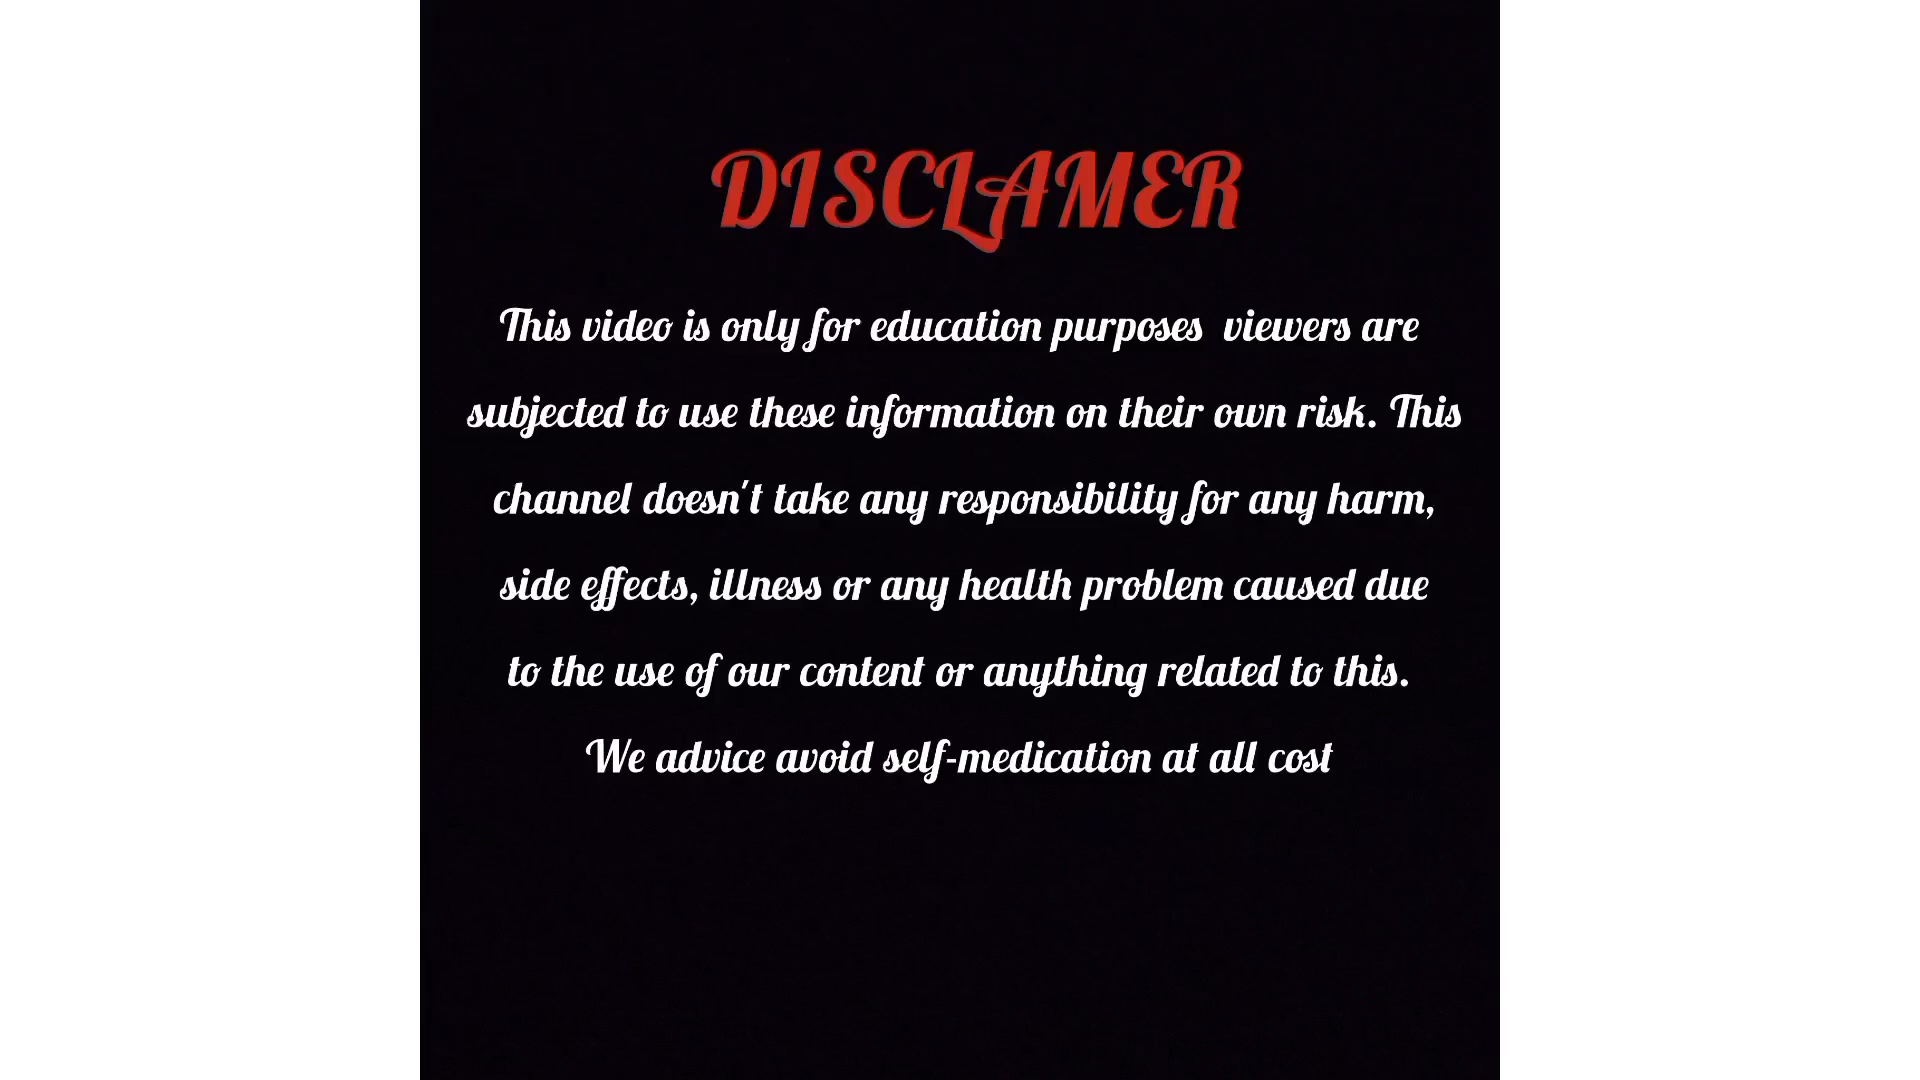 DISCLAMER
This video is only for education purposes  viewers are
subjected to use these information on their own risk. This
channel doesn't take any responsibility for any harm,
side effects, illness or any health problem caused due
to the use of our content or anything related to this.
We advice avoid self-medication at all cost